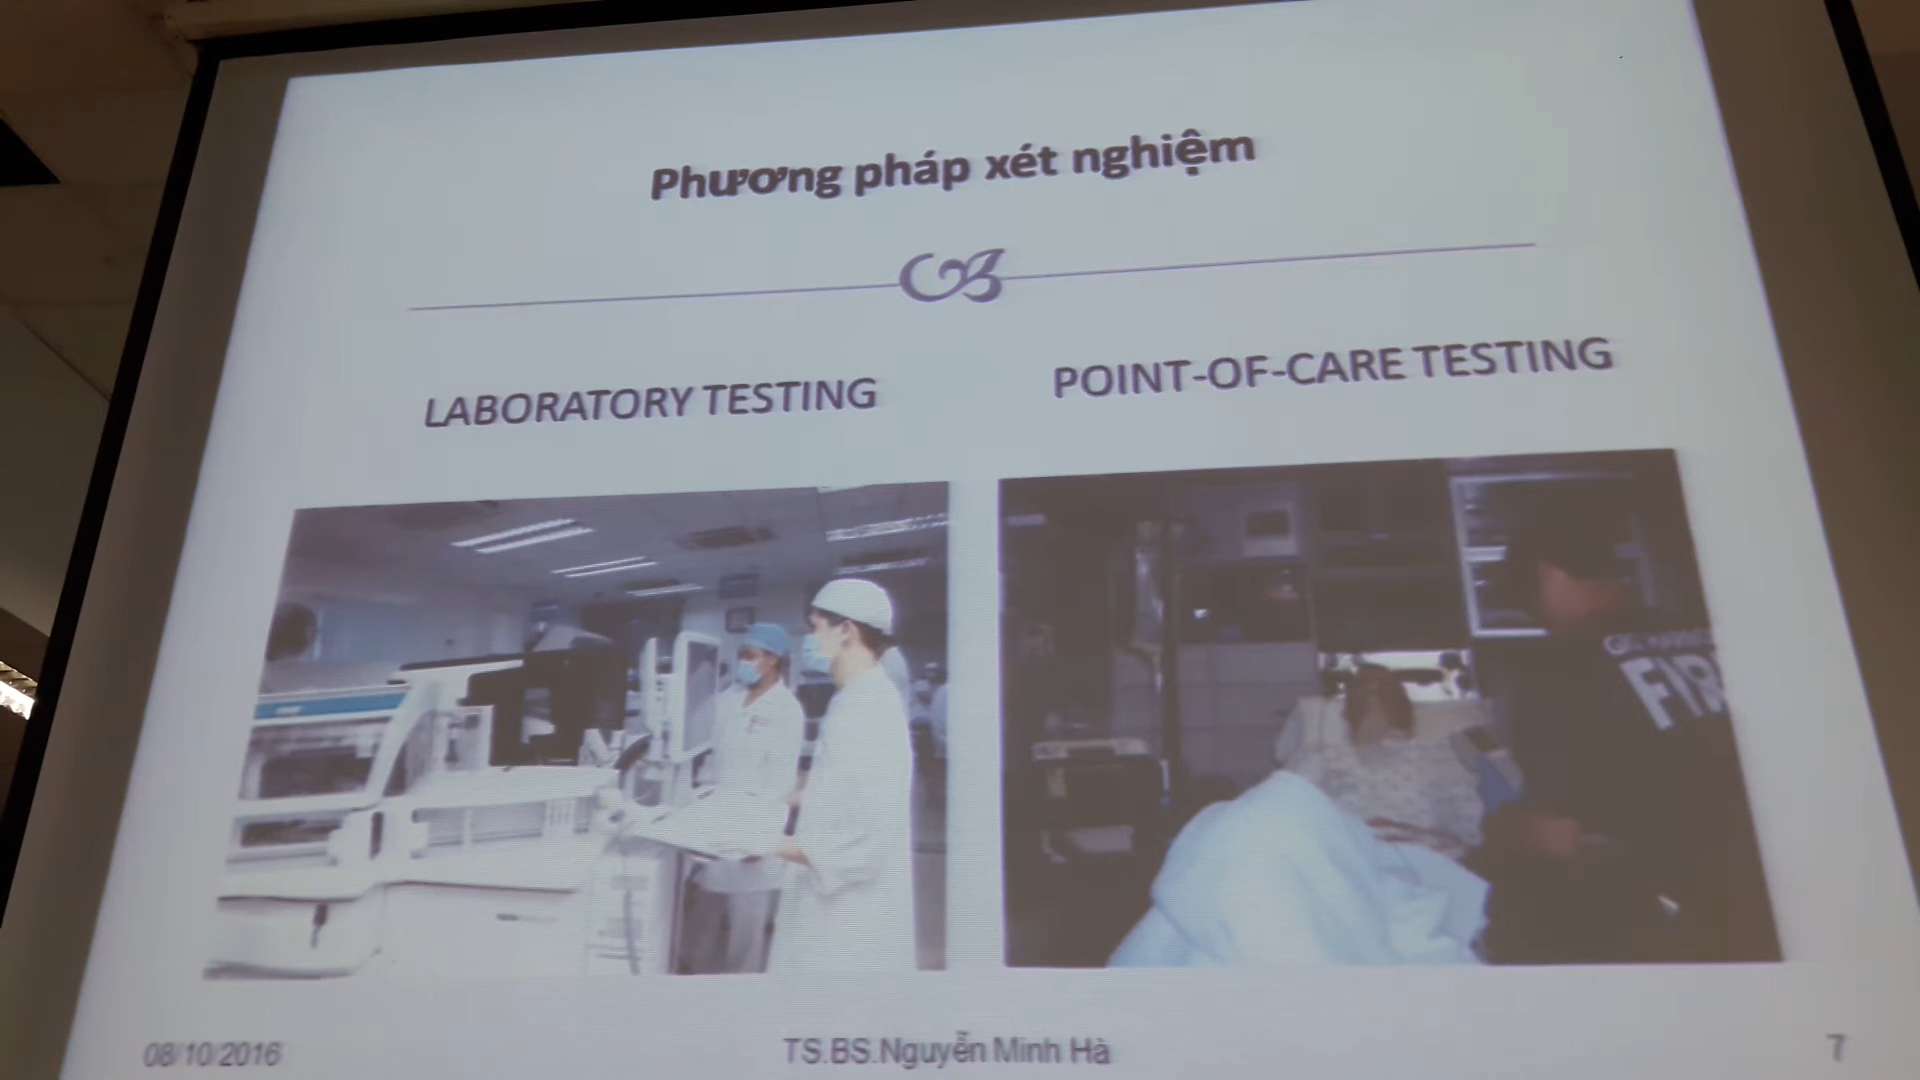 Phương pháp xét nghiệm
LABORATORY TESTING
POINT-OF-CARE TESTING
FIR
08/10/2016
TS.BS.Nguyễn Minh Hà
7